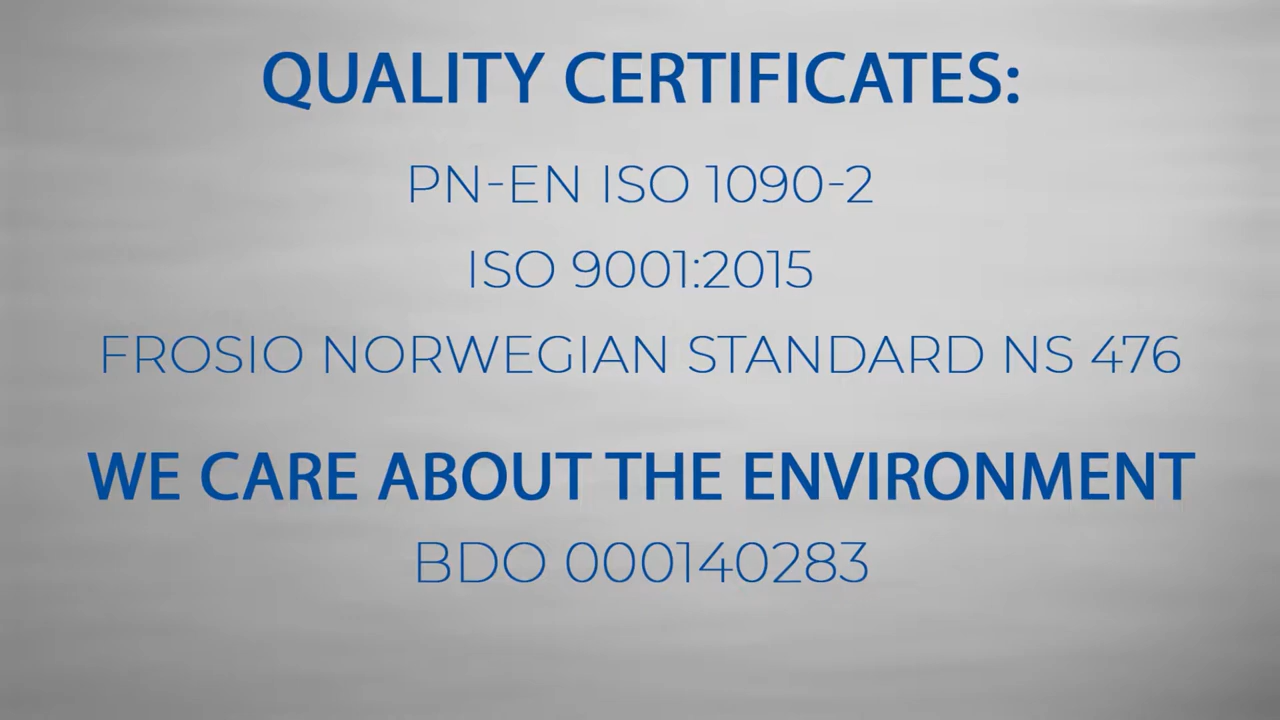 QUALITY CERTIFICATES:
PN-EN ISO 1090-2
ISO 9001:2015
FROSIO NORWEGIAN STANDARD NS 476
WE CARE ABOUT THE ENVIRONMENT
BDO 000140283